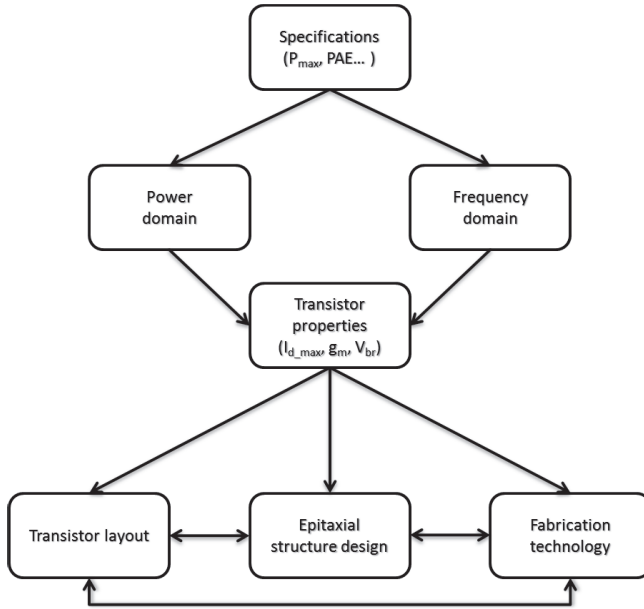 Specifications
(Pmax, PAE... )
Power
domain
Frequency
domain
Transistor
properties
(Id_max, gm, Vbr)
Transistor layout
Epitaxial
structure design
Fabrication
technology